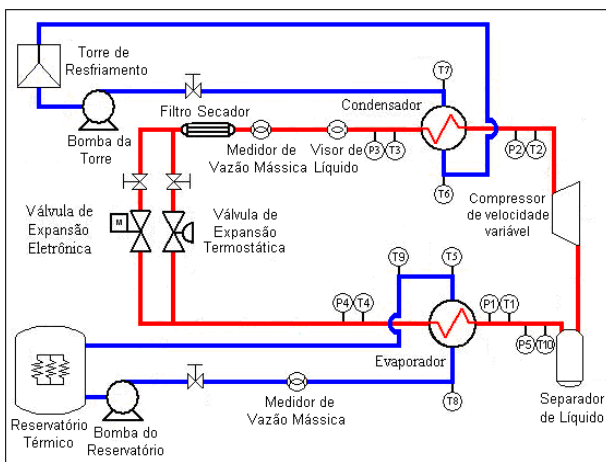 Torre de
Resfriamento
Bomba da
Torre
Filtro Secador
Medidor de
Vazão Mássica
Visor de
Líquido
P3
T3
Condensador
T7
T6
P2
T2
Compressor
de velocidade
variável
Válvula de
Expansão
Eletrônica
M
Válvula de
Expansão
Termostática
T9
T5
P4
T4
P1
T1
P5
T10
Evaporador
T8
Separador
de Líquido
Reservatório
Térmico
Bomba do
Reservatório
Medidor de
Vazão Mássica